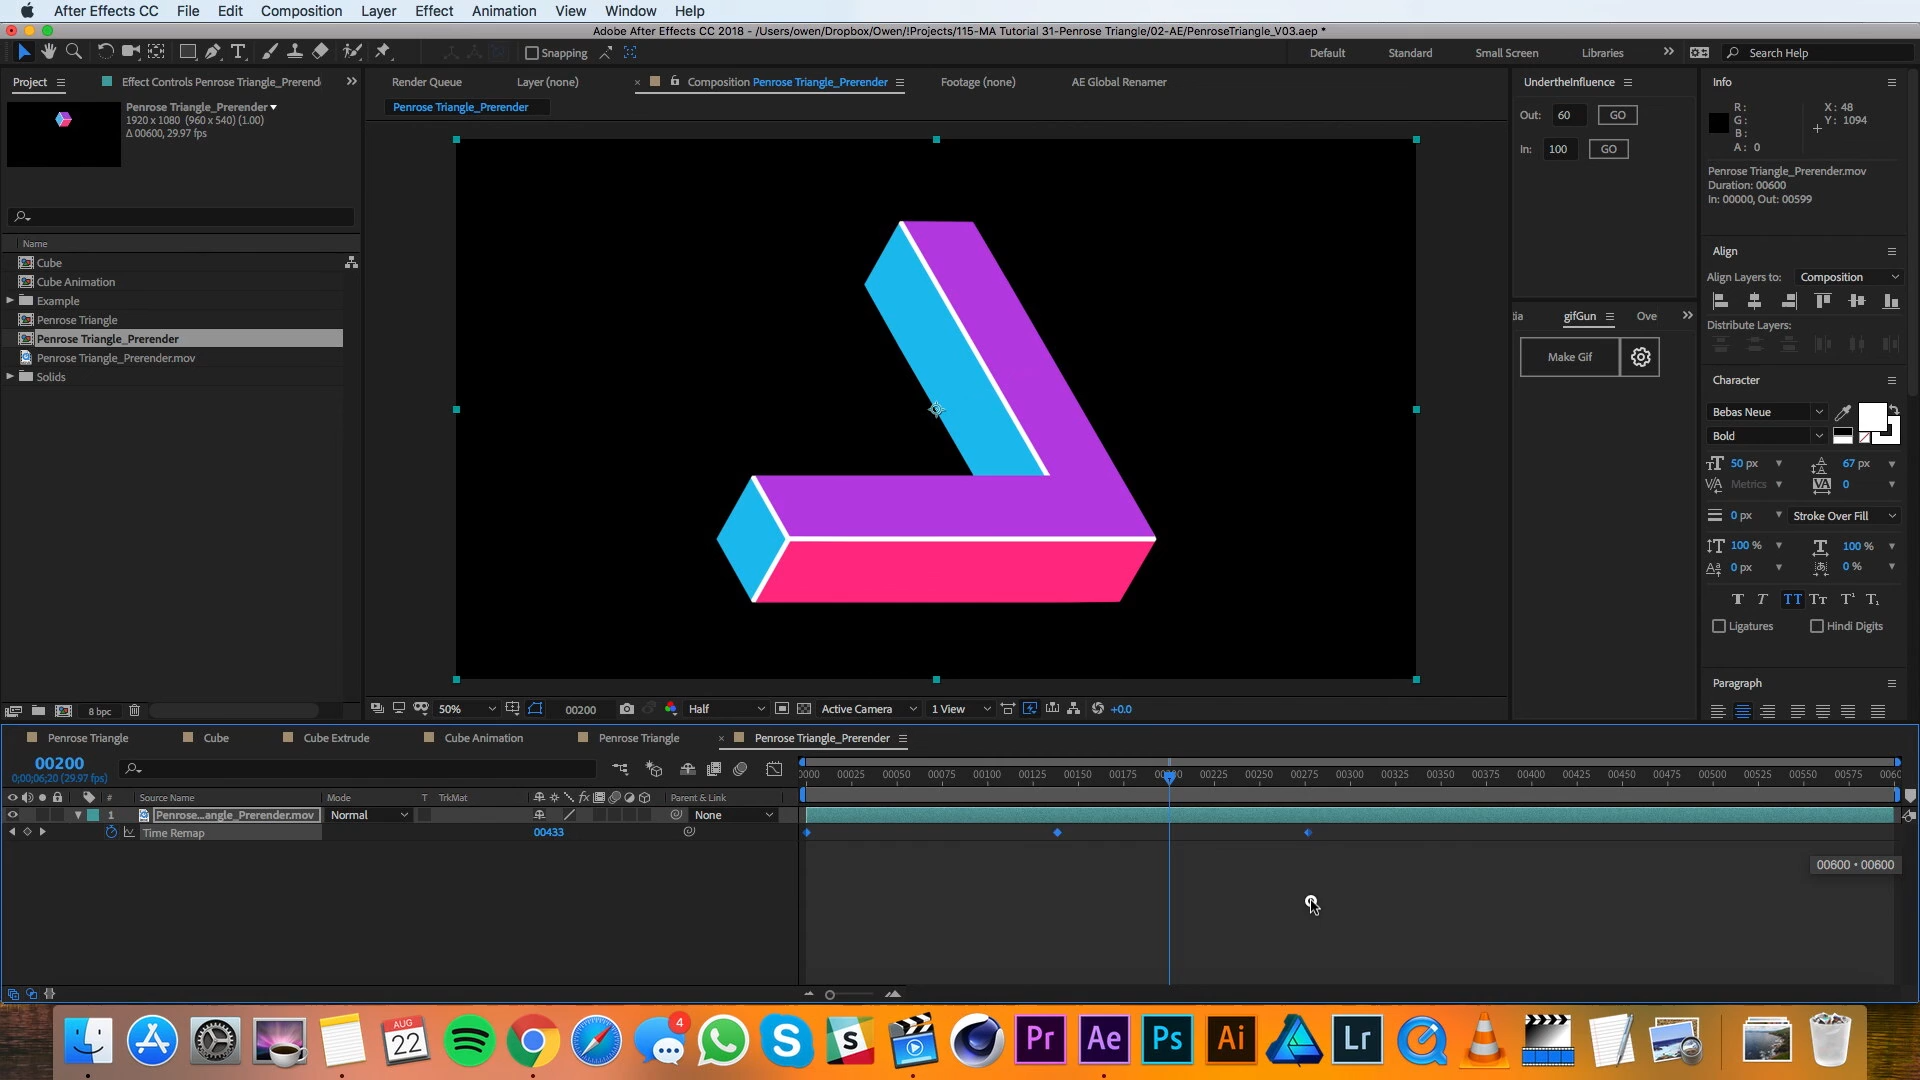 After Effects CC File Edit Composition Layer Effect Animation View Window Help
Adobe After Effects CC 2018 - /Users/owen/Dropbox/Owen/!Projects/115-MA Tutorial 31-Penrose Triangle/02-AE/PenroseTriangle_V03.aep *
Snapping
Default Standard Small Screen Libraries » Search Help
Project Effect Controls Penrose Triangle_Prerend »
Penrose Triangle_Prerender
1920 x 1080 (960 x 540) (1.00)
Δ 00600, 29.97 fps
Name
Cube
Cube Animation
Example
Penrose Triangle
Penrose Triangle_Prerender
Penrose Triangle_Prerender.mov
Solids
8 bpc
Render Queue Layer (none) × Composition Penrose Triangle_Prerender Footage (none) AE Global Renamer
Penrose Triangle_Prerender
50% 00200 Half Active Camera 1 View +0.0
UndertheInfluence
Out: 60 GO
In: 100 GO
tia gifGun Ove »
Make Gif
Info
R:
G:
B:
A: 0
X: 48
Y: 1094
Penrose Triangle_Prerender.mov
Duration: 00600
In: 00000, Out: 00599
Align
Align Layers to: Composition
Distribute Layers:
Character
Bebas Neue
Bold
50 px 67 px
Metrics 0
0 px Stroke Over Fill
100 % 100 %
0 px 0 %
T T TT Tт T¹ T₁
Ligatures Hindi Digits
Paragraph
Penrose Triangle Cube Cube Extrude Cube Animation Penrose Triangle × Penrose Triangle_Prerender
00200
0;00;06;20 (29.97 fps)
0000 00025 00050 00075 00100 00125 00150 00175 00200 00225 00250 00275 00300 00325 00350 00375 00400 00425 00450 00475 00500 00525 00550 00575 0060
# Source Name Mode T TrkMat fx Parent & Link
1 Penrose...angle_Prerender.mov Normal None
Time Remap 00433
00600 • 00600
AUG
22
4
Pr Ae Ps Ai Lr